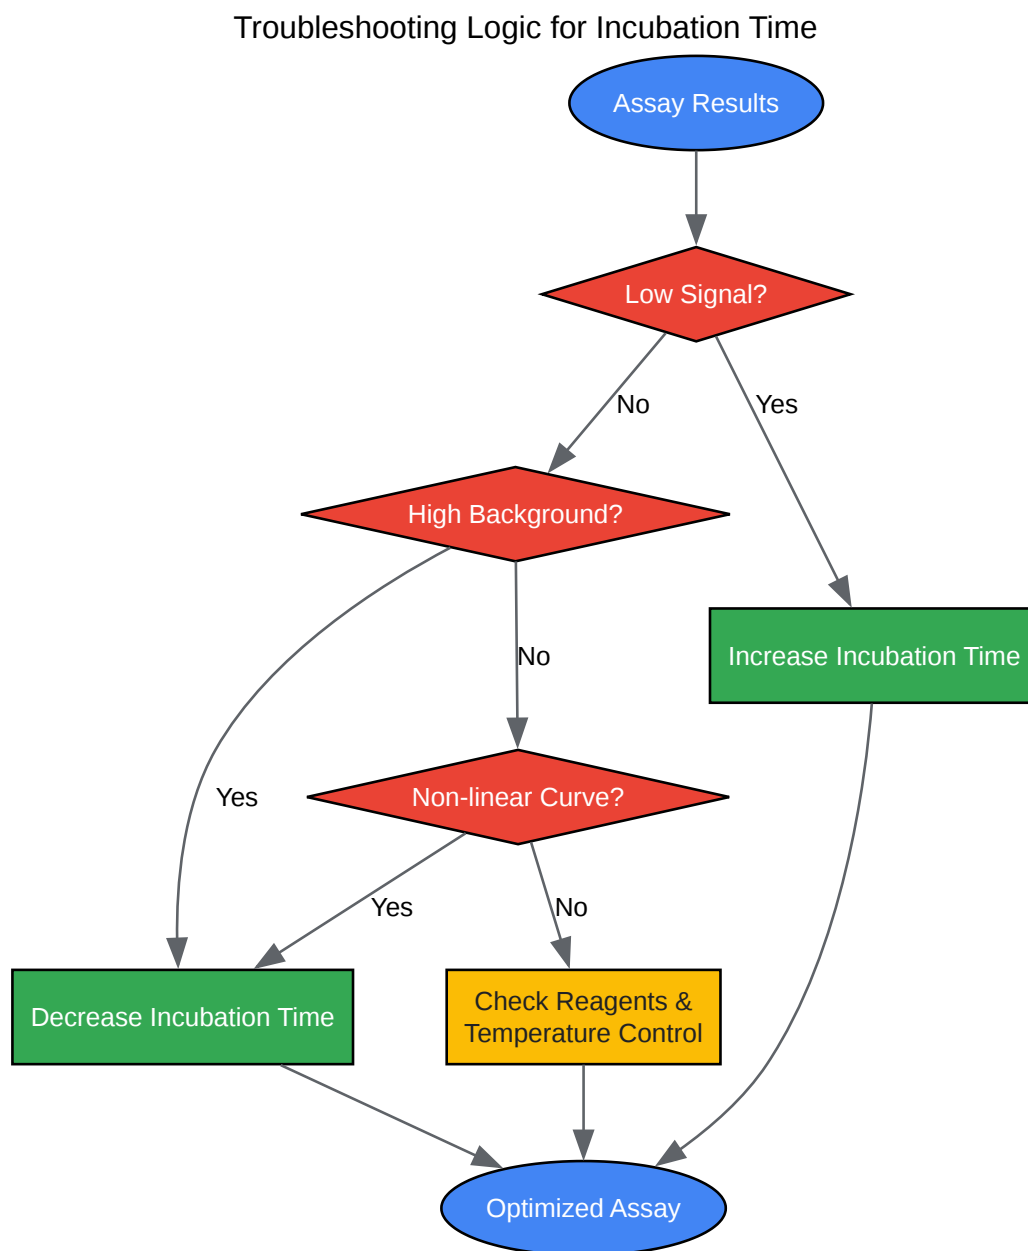 Troubleshooting Logic for Incubation Time
Assay Results
Low Signal?
No
Yes
High Background?
No
Increase Incubation Time
Yes
Non-linear Curve?
Yes
No
Decrease Incubation Time
Check Reagents &
Temperature Control
Optimized Assay